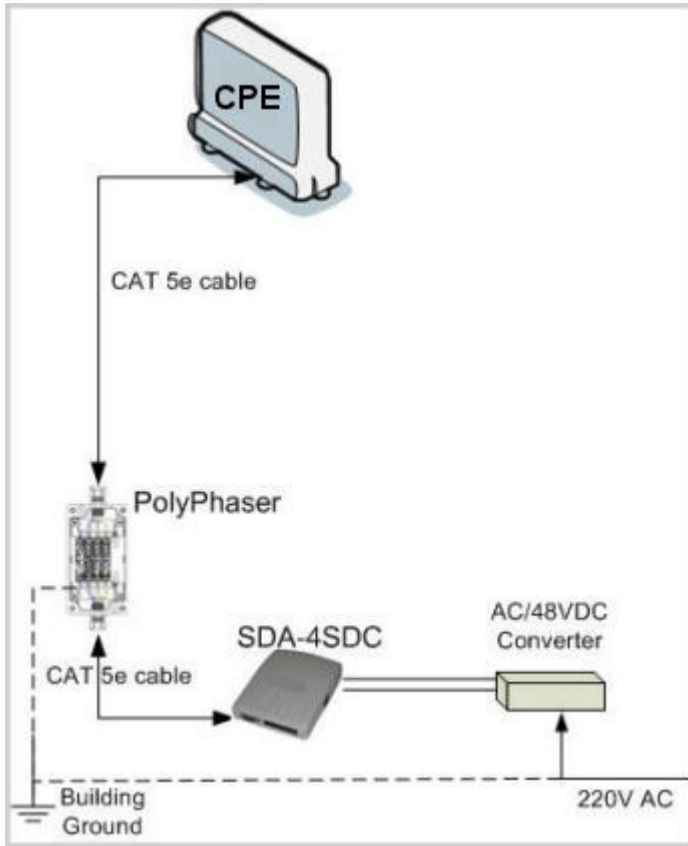 CPE
CAT 5e cable
PolyPhaser
AC/48VDC
Converter
SDA-4SDC
CAT 5e cable
220V AC
Building
Ground